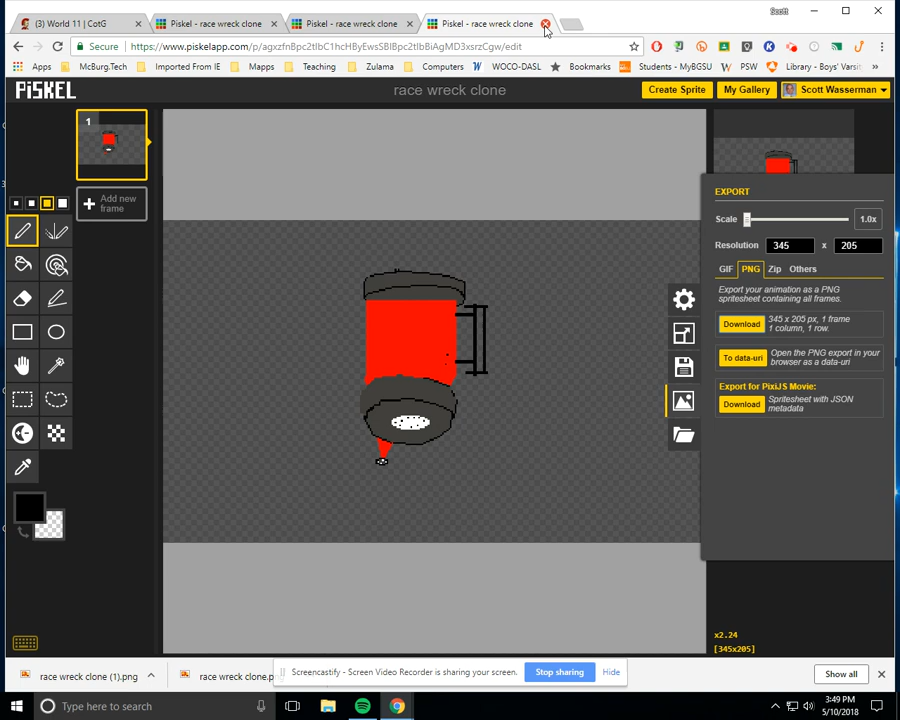 Scott
(3) World 11 | CotG
Piskel - race wreck clone
Piskel - race wreck clone
Piskel - race wreck clone
Secure
https://www.piskelapp.com/p/agxzfnBpc2tlbC1hcHByEwsSBlBpc2tlbBiAgMD3xsrzCgw/edit
Apps
McBurg.Tech
Imported From IE
Mapps
Teaching
Zulama
Computers
WOCO-DASL
Bookmarks
Students - MyBGSU
PSW
Library - Boys' Varsit
»
PiSKEL
race wreck clone
Create Sprite
My Gallery
Scott Wasserman
1
Add new
frame
EXPORT
Scale
1.0x
Resolution
345
x
205
GIF
PNG
Zip
Others
Export your animation as a PNG
spritesheet containing all frames.
Download
345 x 205 px, 1 frame
1 column, 1 row.
To data-uri
Open the PNG export in your
browser as a data-uri
Export for PixiJS Movie:
Download
Spritesheet with JSON
metadata
x2.24
[345x205]
race wreck clone (1).png
race wreck clone.p
Screencastify - Screen Video Recorder is sharing your screen.
Stop sharing
Hide
Show all
Type here to search
3:49 PM
5/10/2018